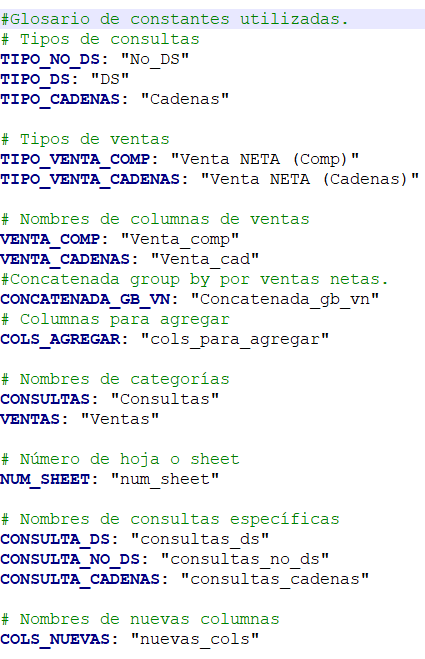 #Glosario de constantes utilizadas.
# Tipos de consultas
TIPO_NO_DS: "No_DS"
TIPO_DS: "DS"
TIPO_CADENAS: "Cadenas"

# Tipos de ventas
TIPO_VENTA_COMP: "Venta NETA (Comp)"
TIPO_VENTA_CADENAS: "Venta NETA (Cadenas)"

# Nombres de columnas de ventas
VENTA_COMP: "Venta_comp"
VENTA_CADENAS: "Venta_cad"
#Concatenada group by por ventas netas.
CONCATENADA_GB_VN: "Concatenada_gb_vn"
# Columnas para agregar
COLS_AGREGAR: "cols_para_agregar"

# Nombres de categorías
CONSULTAS: "Consultas"
VENTAS: "Ventas"

# Número de hoja o sheet
NUM_SHEET: "num_sheet"

# Nombres de consultas específicas
CONSULTA_DS: "consultas_ds"
CONSULTA_NO_DS: "consultas_no_ds"
CONSULTA_CADENAS: "consultas_cadenas"

# Nombres de nuevas columnas
COLS_NUEVAS: "nuevas_cols"